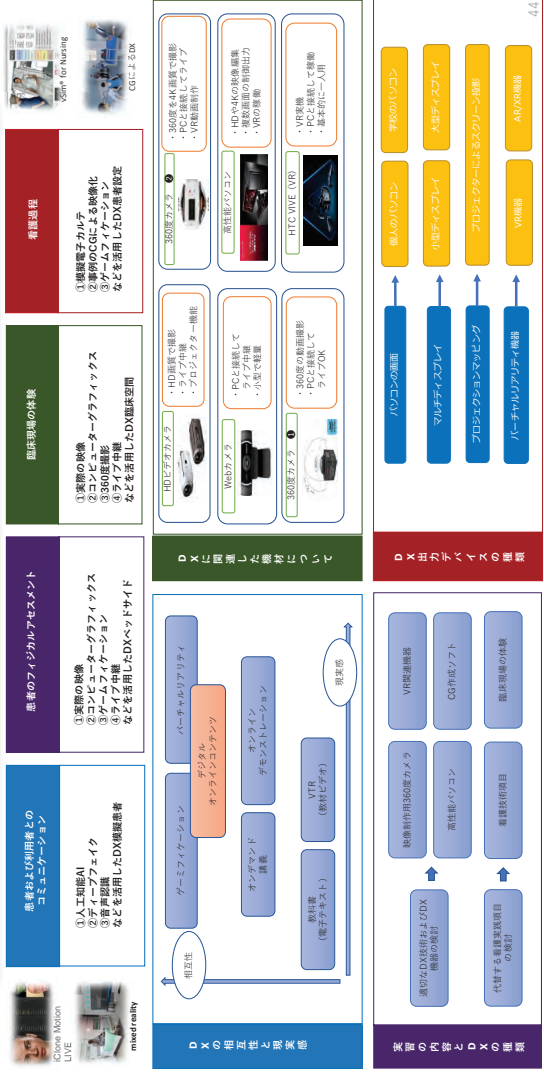 iClone Motion
LIVE
mixed reality
患者および利用者との
コミュニケーション
①人工知能AI
②ディープフェイク
③音声認識
などを活用したDX模擬患者
患者のフィジカルアセスメント
①実際の映像
②コンピューターグラフィックス
③ゲームフィケーション
④ライブ中継
などを活用したDXベッドサイド
臨床現場の体験
①実際の映像
②コンピューターグラフィックス
③360度撮影
④ライブ中継
などを活用したDX臨床空間
看護過程
①模擬電子カルテ
②事例のCGによる映像化
③ゲームフィケーション
などを活用したDX患者設定
vSim® for Nursing
CGによるDX
DXの相互性と現実感
相互性
ゲーミフィケーション
バーチャルリアリティ
デジタル
オンラインコンテンツ
オンデマンド
講義
オンライン
デモンストレーション
教科書
(電子テキスト)
VTR
(教材ビデオ)
現実感
DXに関連した機材について
HDビデオカメラ
・HD画質で撮影
・ライブ中継
・プロジェクター機能
Webカメラ
・PCと接続して
ライブ中継
・小型で軽量
360度カメラ ❶
・360度の動画撮影
・PCと接続して
ライブOK
360度カメラ ❷
・360度を4K画質で撮影
・PCと接続してライブ
・VR動画制作
高性能パソコン
・HDや4Kの映像編集
・複数画面の制御出力
・VRの稼働
HTC VIVE (VR)
・VR実機
・PCと接続して稼働
・基本的に一人用
実習の内容とDXの種類
適切なDX技術およびDX
機器の検討
映像制作用360度カメラ
VR関連機器
高性能パソコン
CG作成ソフト
代替する看護実践項目
の検討
看護技術項目
臨床現場の体験
DX出力デバイスの種類
パソコンの画面
個人のパソコン
学校のパソコン
マルチディスプレイ
小型ディスプレイ
大型ディスプレイ
プロジェクションマッピング
プロジェクターによるスクリーン投影
バーチャルリアリティ機器
VR機器
AR/XR機器
44